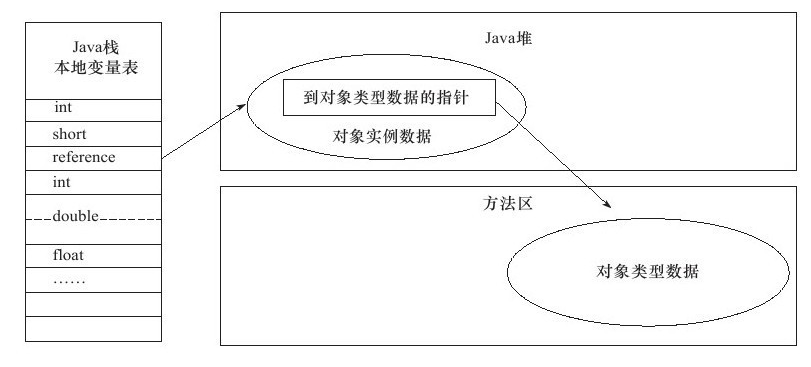 Java栈
本地变量表
int
short
reference
int
double
float
……
Java堆
到对象类型数据的指针
对象实例数据
方法区
对象类型数据